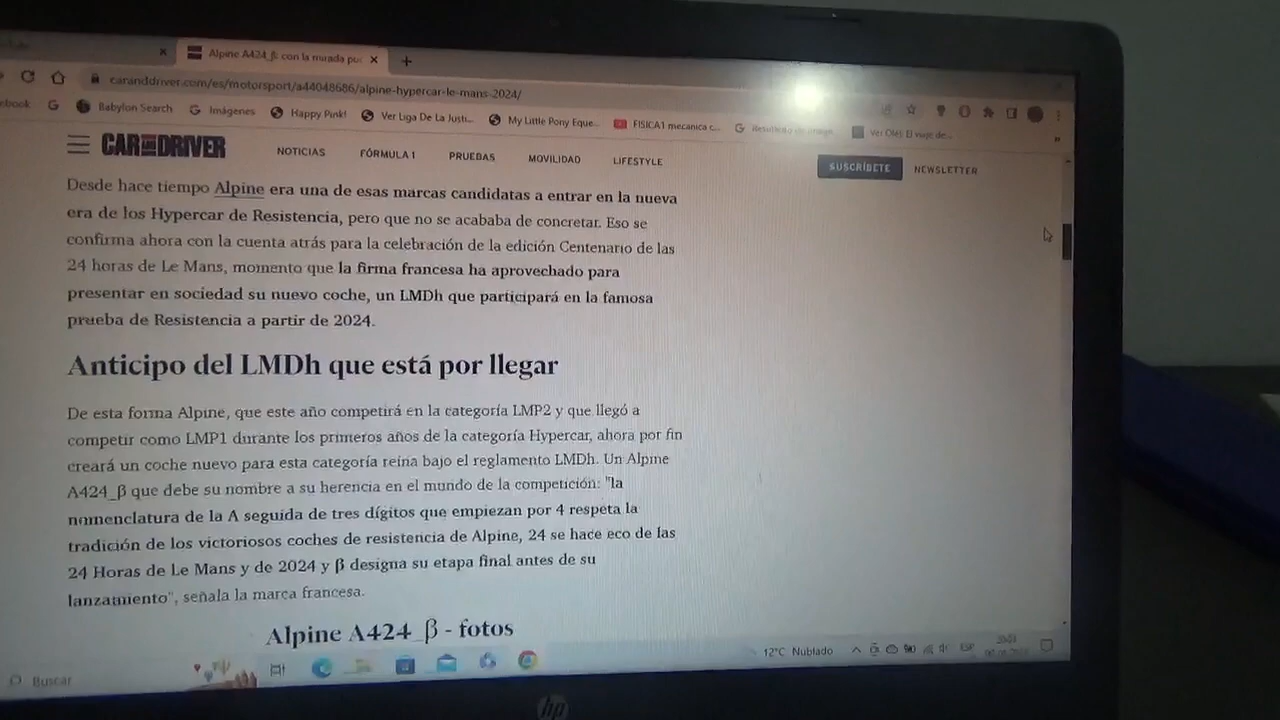 Alpine A424_β con la mirada pu
caranddriver.com/es/motorsport/a44048686/alpine-hypercar-le-mans-2024/
ebook
Babylon Search
Imágenes
Happy Pink!
Ver Liga De La Justi...
My Little Pony Eque...
FISICA1 mecanica c...
CAR AND DRIVER
NOTICIAS
FÓRMULA 1
PRUEBAS
MOVILIDAD
LIFESTYLE
SUSCRÍBETE
NEWSLETTER
Desde hace tiempo Alpine era una de esas marcas candidatas a entrar en la nueva
era de los Hypercar de Resistencia, pero que no se acababa de concretar. Eso se
confirma ahora con la cuenta atrás para la celebración de la edición Centenario de las
24 horas de Le Mans, momento que la firma francesa ha aprovechado para
presentar en sociedad su nuevo coche, un LMDh que participará en la famosa
prueba de Resistencia a partir de 2024.
Anticipo del LMDh que está por llegar
De esta forma Alpine, que este año competirá en la categoría LMP2 y que llegó a
competir como LMP1 durante los primeros años de la categoría Hypercar, ahora por fin
creará un coche nuevo para esta categoría reina bajo el reglamento LMDh. Un Alpine
A424_β que debe su nombre a su herencia en el mundo de la competición: "la
nomenclatura de la A seguida de tres dígitos que empiezan por 4 respeta la
tradición de los victoriosos coches de resistencia de Alpine, 24 se hace eco de las
24 Horas de Le Mans y de 2024 y β designa su etapa final antes de su
lanzamiento", señala la marca francesa.
Alpine A424_β - fotos
Buscar
12°C Nublado
ESP
hp